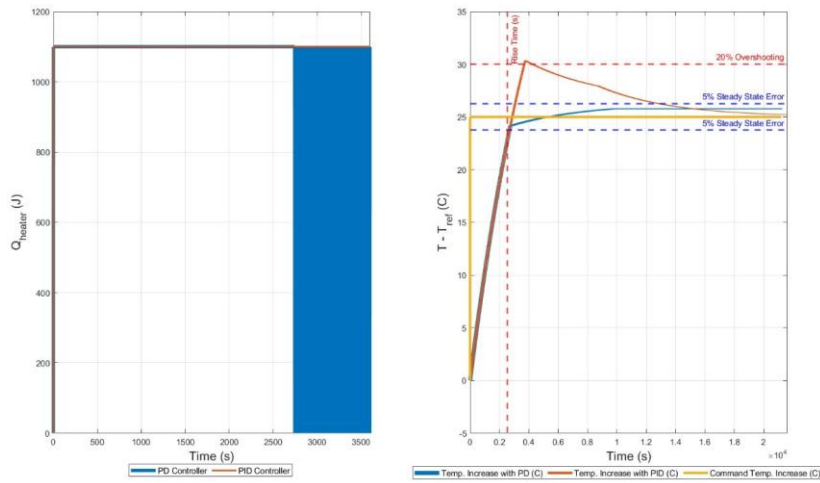 1200
1000
800
600
400
200
0
Q_heater (J)
0 500 1000 1500 2000 2500 3000 3500
Time (s)
PD Controller PID Controller
35
30
25
20
15
10
5
0
-5
T - T_ref (C)
Rise Time (s)
20% Overshooting
5% Steady State Error
5% Steady State Error
0 0.2 0.4 0.6 0.8 1 1.2 1.4 1.6 1.8 2
Time (s)
×10⁴
Temp. Increase with PD (C) Temp. Increase with PID (C) Command Temp. Increase (C)